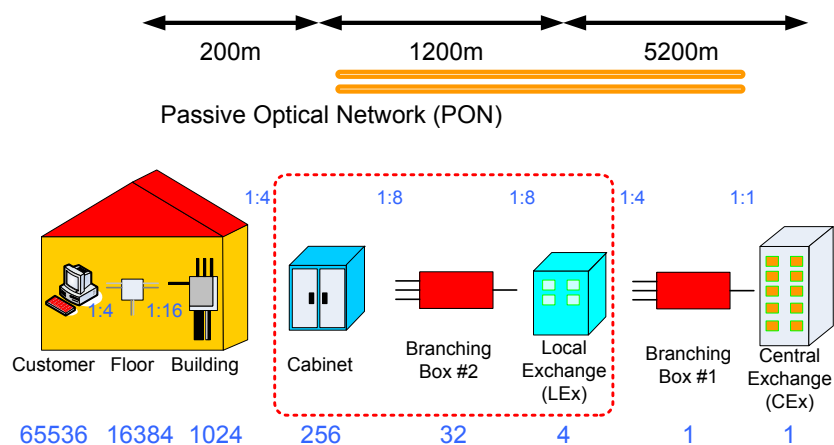 200m 1200m 5200m
Passive Optical Network (PON)
1:4 1:8 1:8 1:4 1:1
1:4 1:16
Customer Floor Building Cabinet Branching Box #2 Local Exchange (LEx) Branching Box #1 Central Exchange (CEx)
65536 16384 1024 256 32 4 1 1